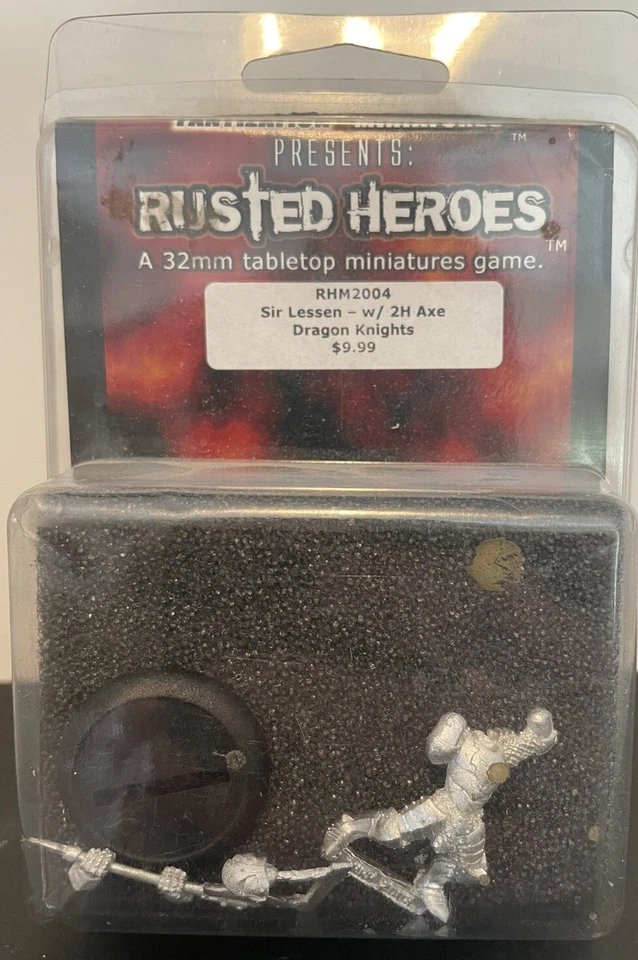 PRESENTS:
RUSTED HEROES
TM
A 32mm tabletop miniatures game.
RHM2004
Sir Lessen - w/ 2H Axe
Dragon Knights
$9.99